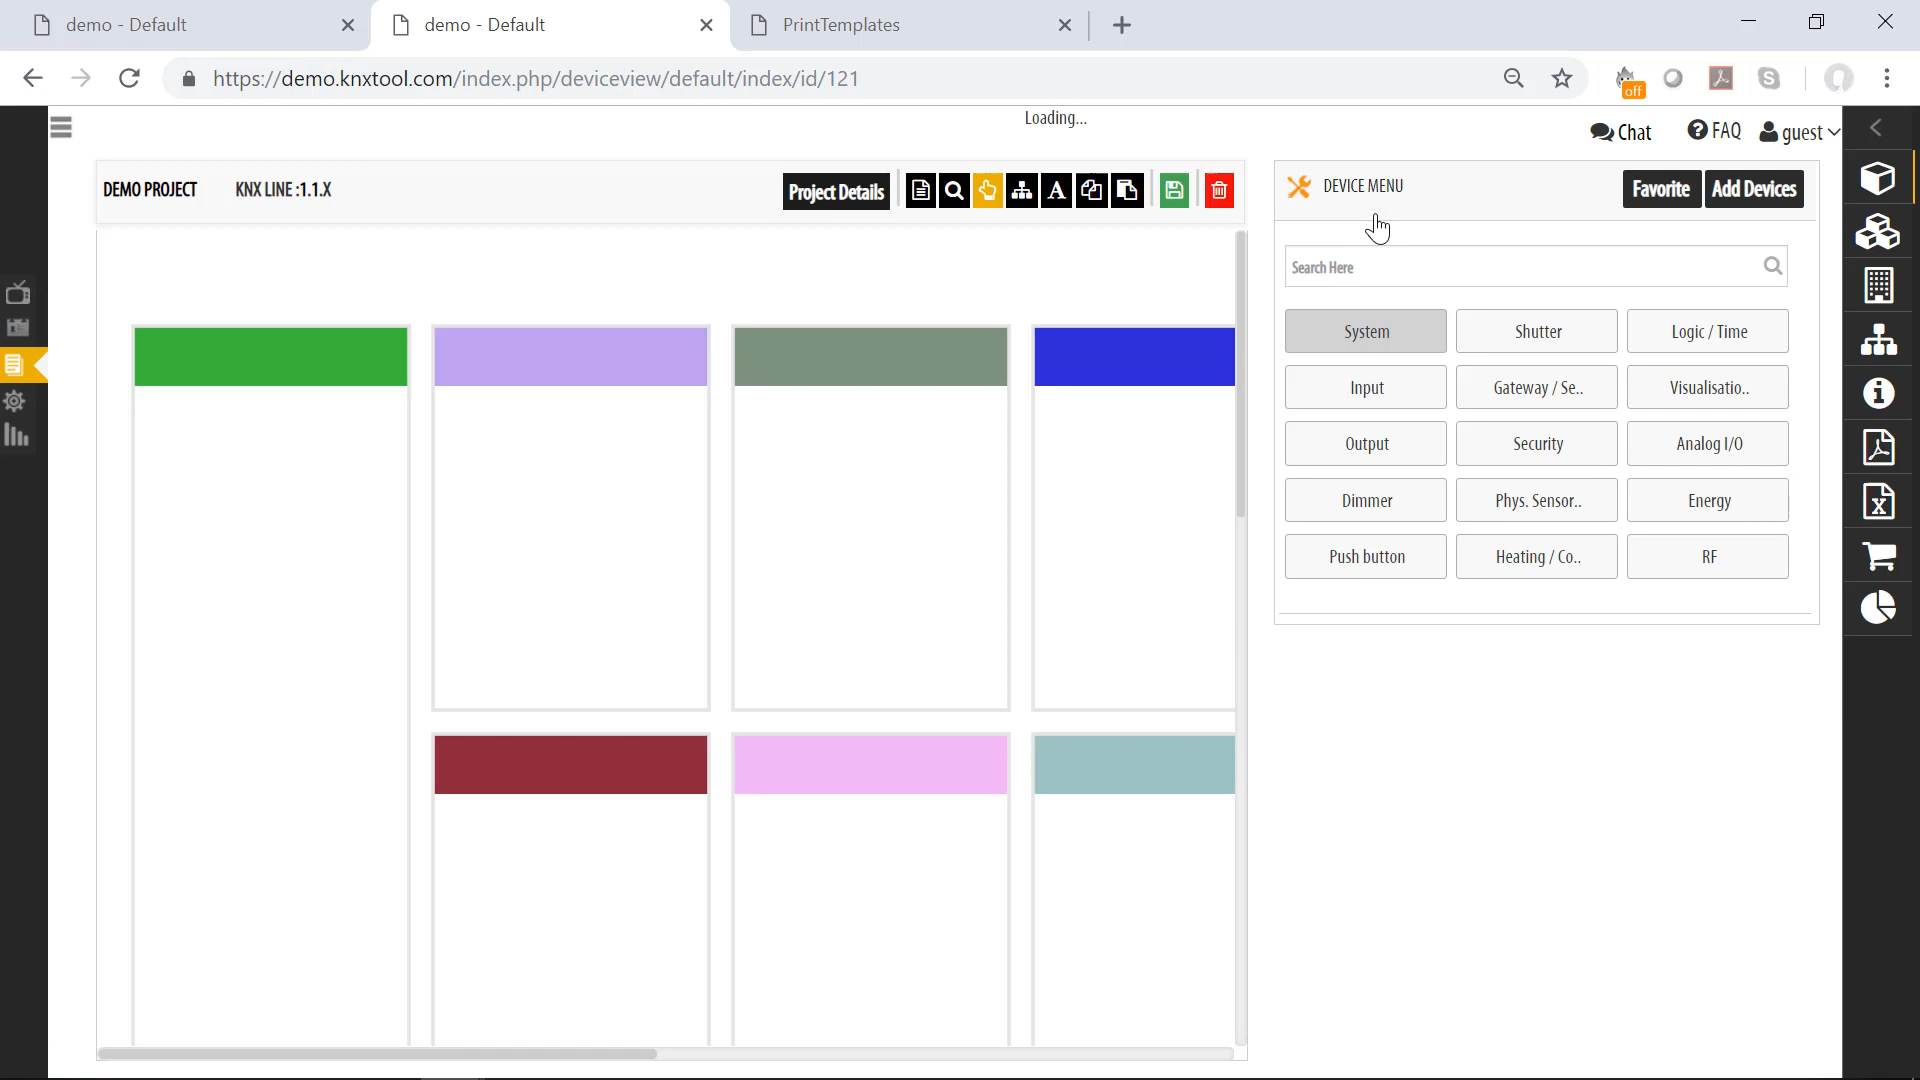 demo - Default
demo - Default
PrintTemplates
https://demo.knxtool.com/index.php/deviceview/default/index/id/121
off
Loading...
Chat
FAQ
guest
DEMO PROJECT
KNX LINE :1.1.X
Project Details
A
DEVICE MENU
Favorite
Add Devices
Search Here
System
Shutter
Logic / Time
Input
Gateway / Se..
Visualisatio..
Output
Security
Analog I/O
Dimmer
Phys. Sensor..
Energy
Push button
Heating / Co..
RF